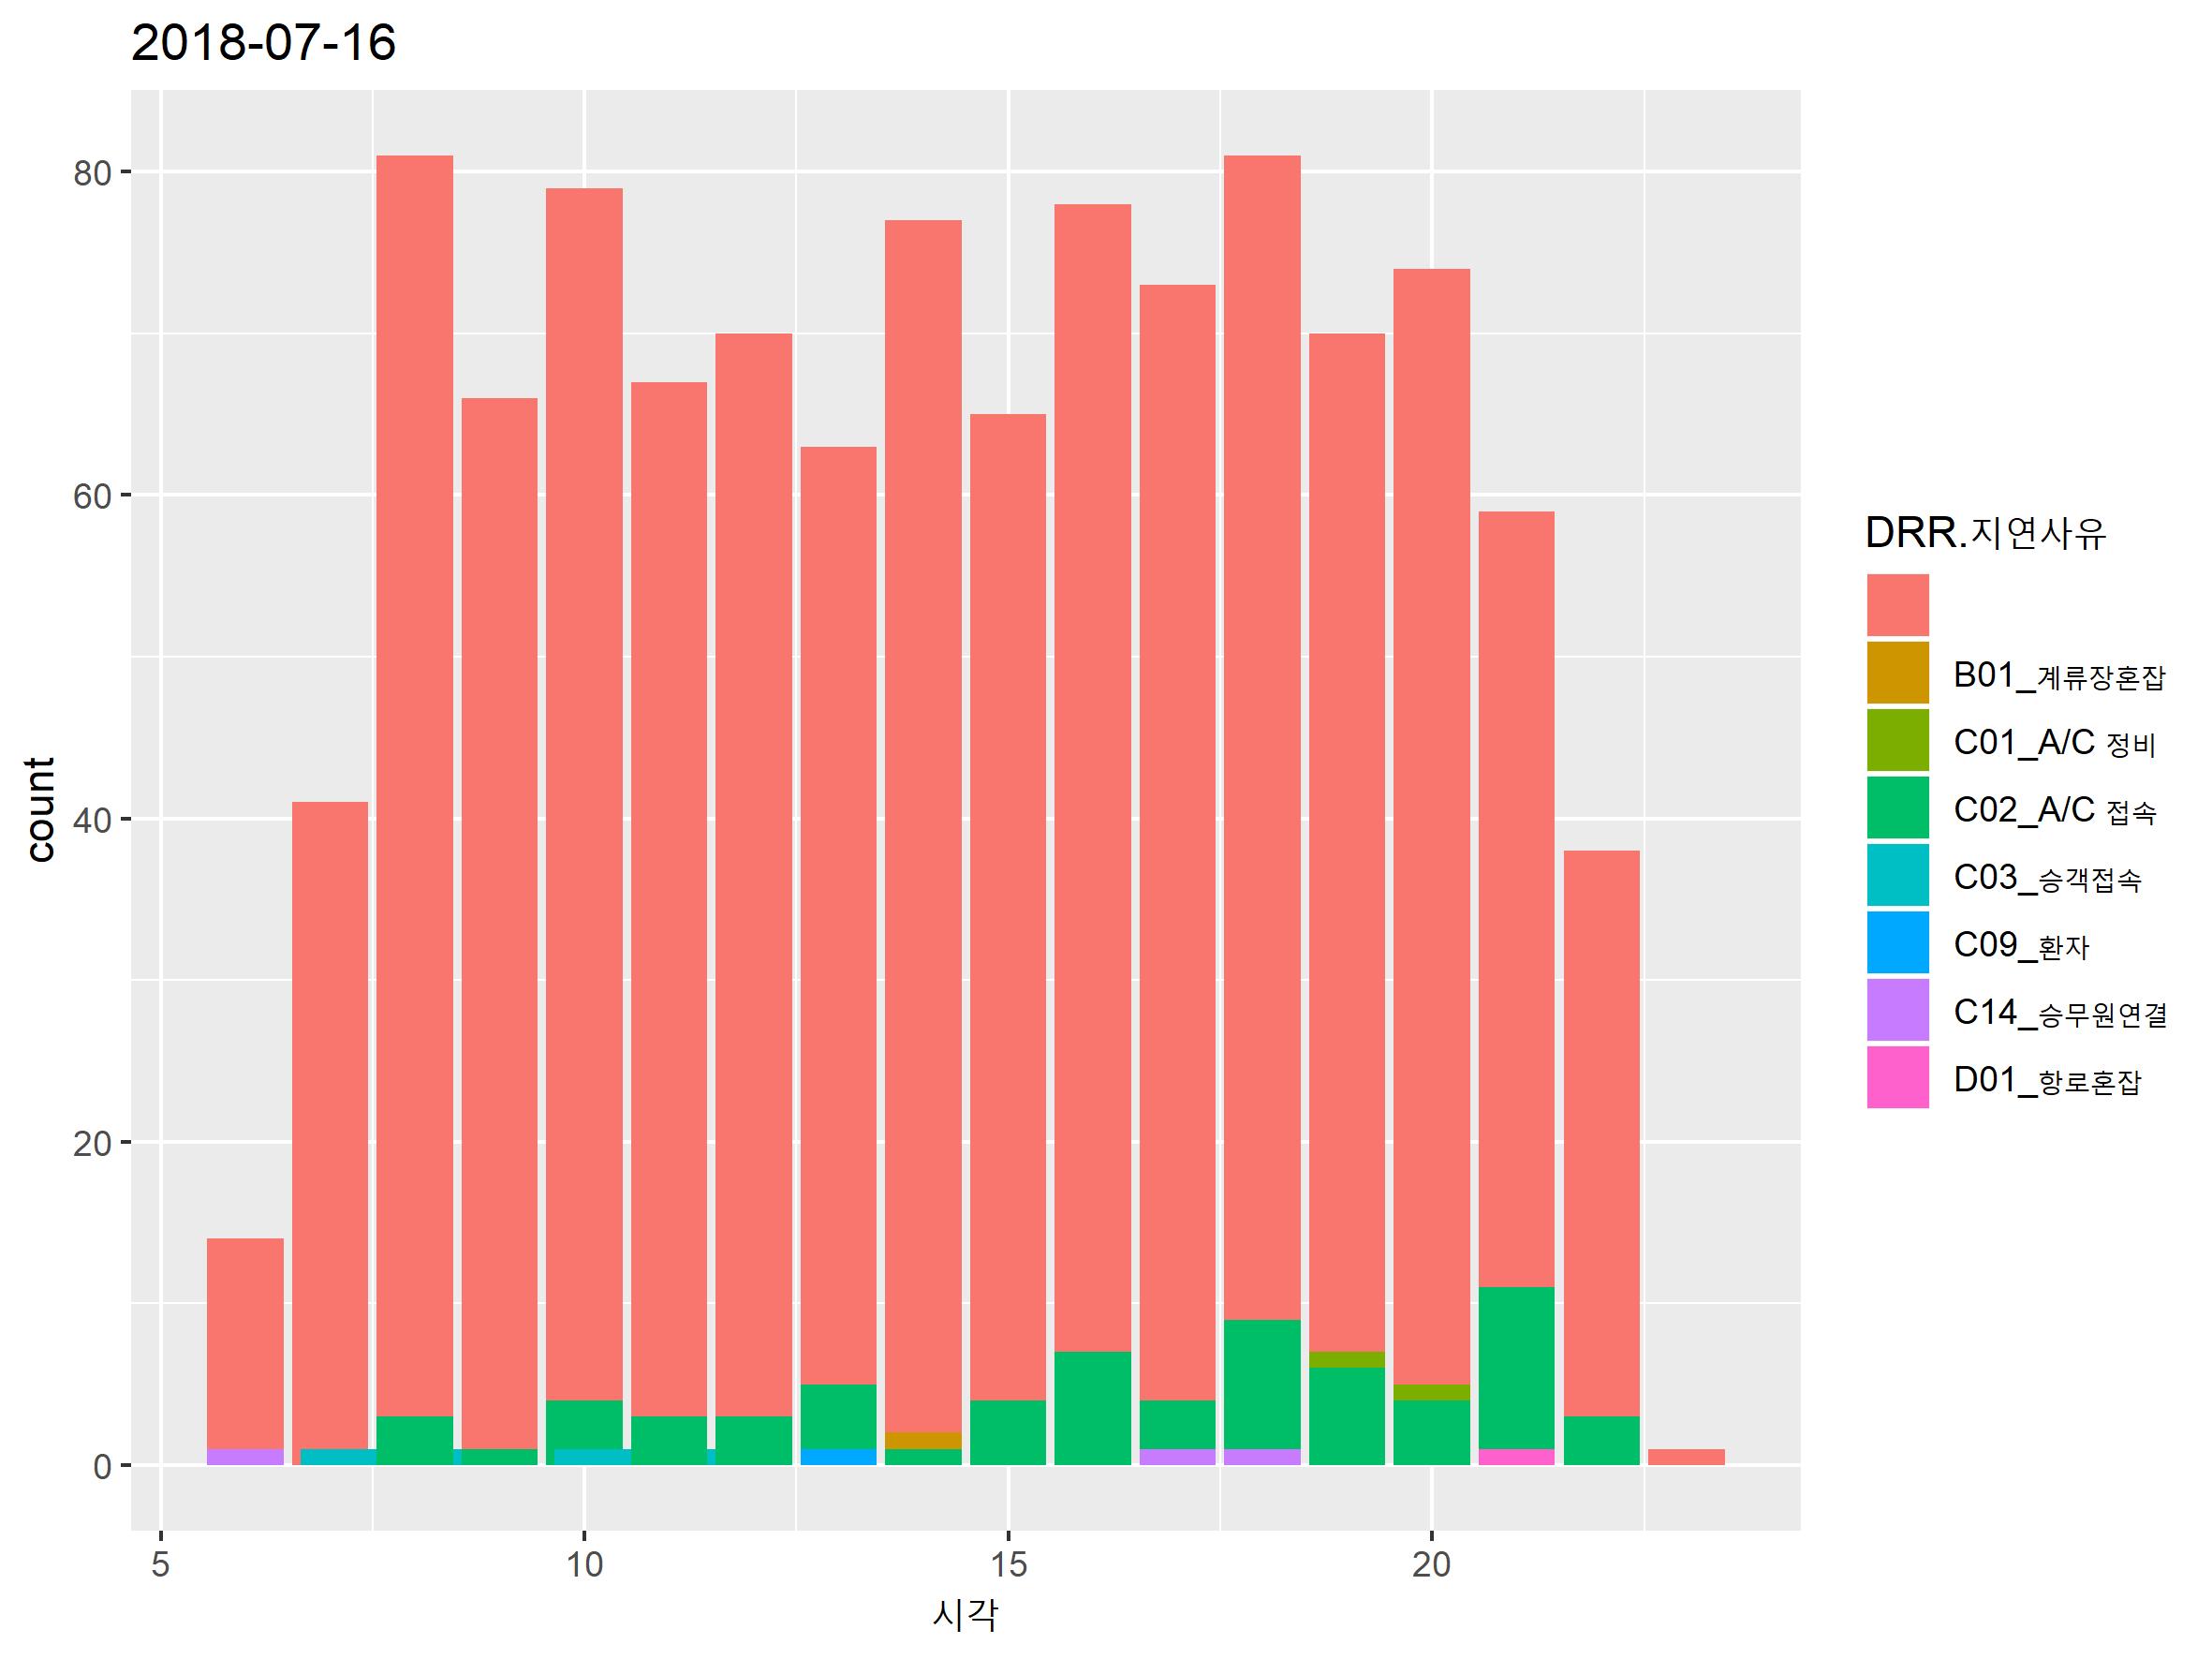 2018-07-16
80
60
40
20
0
count
5 10 15 20
시각
DRR.지연사유
B01_계류장혼잡
C01_A/C 정비
C02_A/C 접속
C03_승객접속
C09_환자
C14_승무원연결
D01_항로혼잡